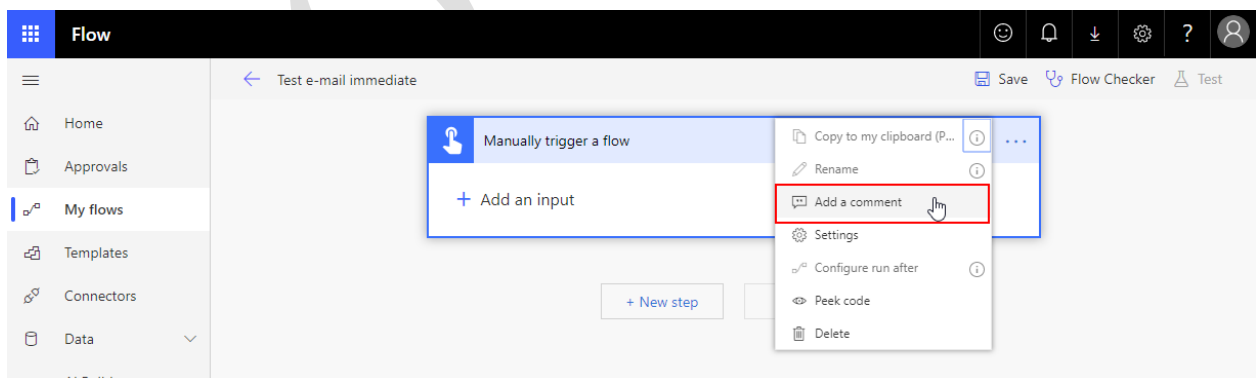 Flow
?
Test e-mail immediate
Save
Flow Checker
Test
Home
Approvals
My flows
Templates
Connectors
Data
Manually trigger a flow
+ Add an input
+ New step
Copy to my clipboard (P...
Rename
Add a comment
Settings
Configure run after
Peek code
Delete